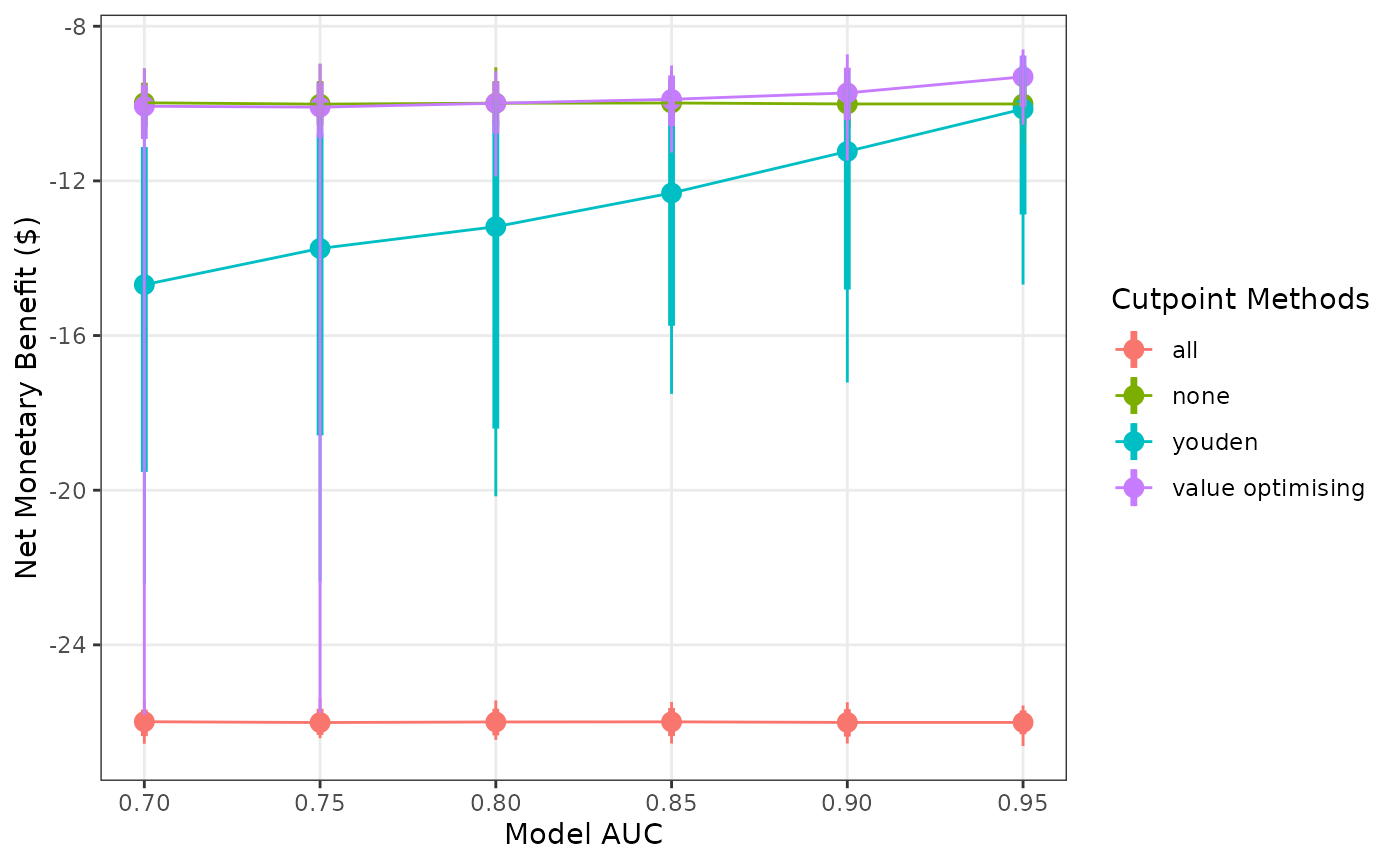 Net Monetary Benefit ($)
-8
-12
-16
-20
-24
0.70 0.75 0.80 0.85 0.90 0.95
Model AUC
Cutpoint Methods
all
none
youden
value optimising